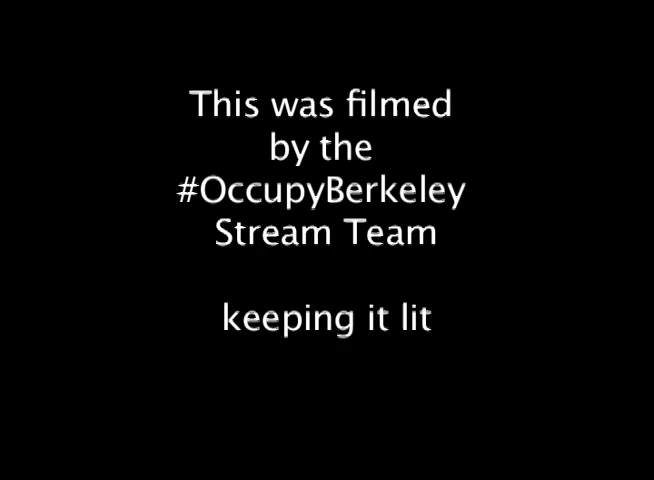 This was filmed
by the
#OccupyBerkeley
Stream Team
keeping it lit